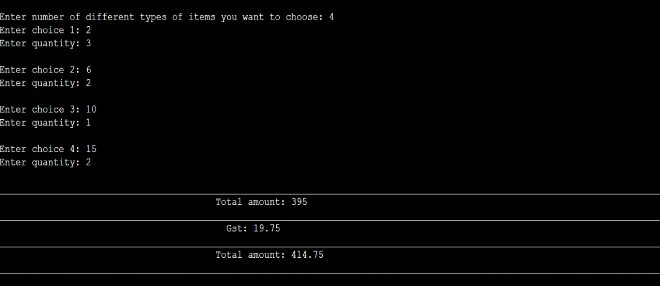 Enter number of different types of items you want to choose: 4
Enter choice 1: 2
Enter quantity: 3
Enter choice 2: 6
Enter quantity: 2
Enter choice 3: 10
Enter quantity: 1
Enter choice 4: 15
Enter quantity: 2
Total amount: 395
Gst: 19.75
Total amount: 414.75